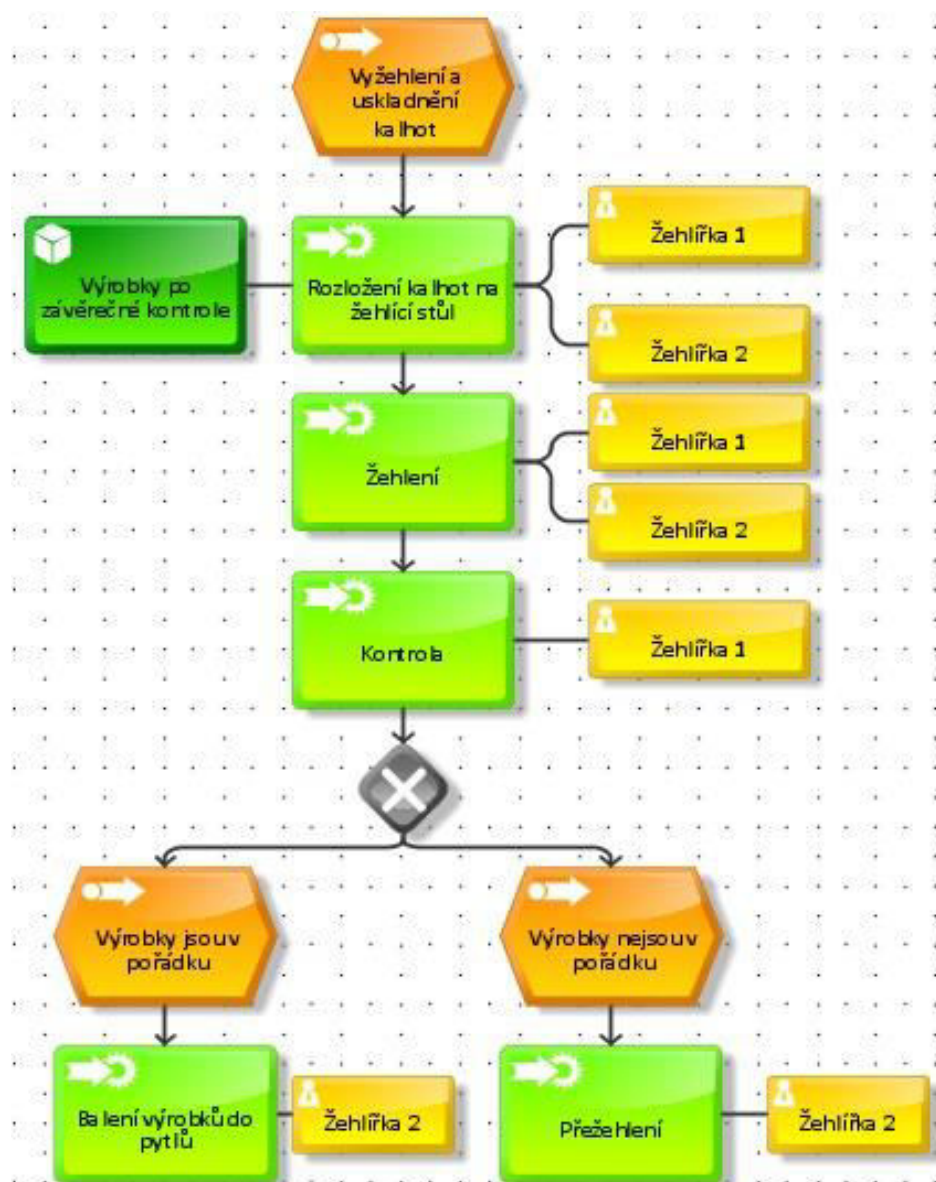 Vyžehlení a
uskladnění
kalhot
Výrobky po
závěrečné kontrole
Rozložení kalhot na
žehlící stůl
Žehlířka 1
Žehlířka 2
Žehlení
Žehlířka 1
Žehlířka 2
Kontrola
Žehlířka 1
Výrobky jsou v
pořádku
Výrobky nejsou v
pořádku
Balení výrobků do
pytlů
Žehlířka 2
Přežehlení
Žehlířka 2